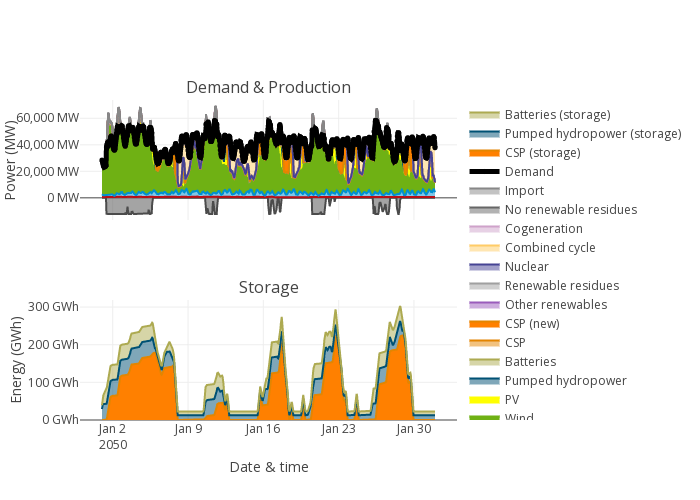 Demand & Production
Power (MW)
60,000 MW
40,000 MW
20,000 MW
0 MW
Storage
Energy (GWh)
300 GWh
200 GWh
100 GWh
0 GWh
Jan 2
2050
Jan 9
Jan 16
Jan 23
Jan 30
Date & time
Batteries (storage)
Pumped hydropower (storage)
CSP (storage)
Demand
Import
No renewable residues
Cogeneration
Combined cycle
Nuclear
Renewable residues
Other renewables
CSP (new)
CSP
Batteries
Pumped hydropower
PV
Wind